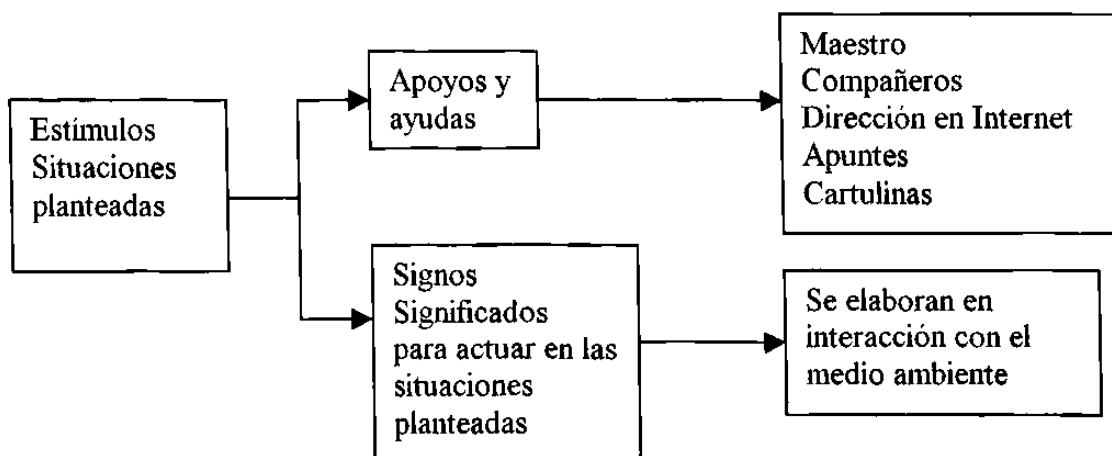 Estímulos
Situaciones
planteadas
Apoyos y
ayudas
Maestro
Compañeros
Dirección en Internet
Apuntes
Cartulinas
Signos
Significados
para actuar en las
situaciones
planteadas
Se elaboran en
interacción con el
medio ambiente